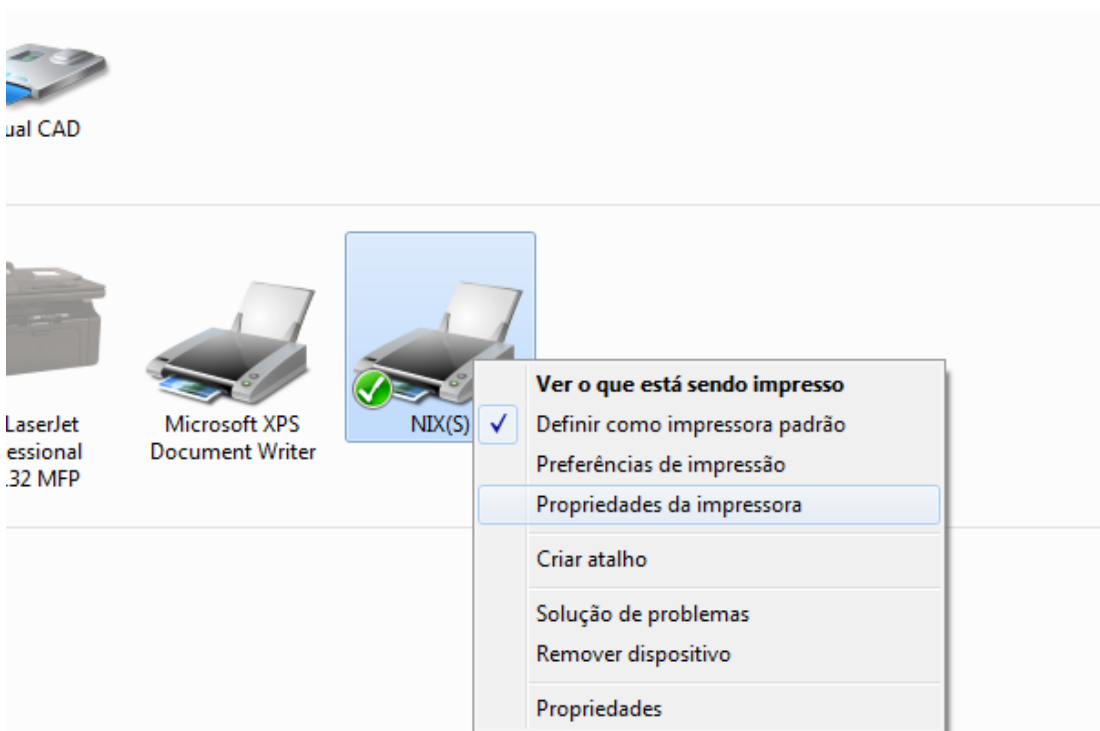 ual CAD
LaserJet
essional
.32 MFP
Microsoft XPS
Document Writer
NIX(S)
Ver o que está sendo impresso
Definir como impressora padrão
Preferências de impressão
Propriedades da impressora
Criar atalho
Solução de problemas
Remover dispositivo
Propriedades